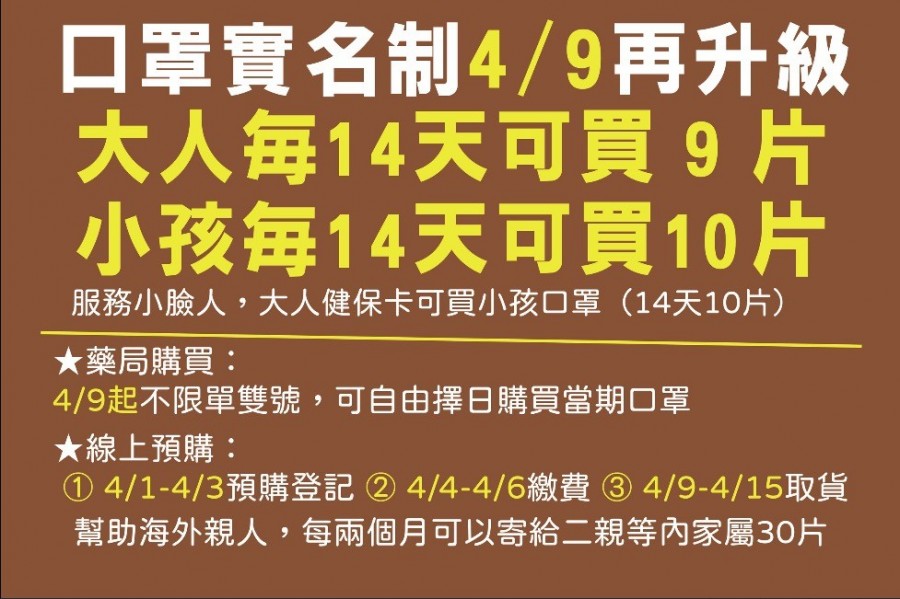 口罩實名制4/9再升級
大人每14天可買 9 片
小孩每14天可買10片
服務小臉人，大人健保卡可買小孩口罩（14天10片）
★藥局購買：
4/9起不限單雙號，可自由擇日購買當期口罩
★線上預購：
① 4/1-4/3預購登記 ② 4/4-4/6繳費 ③ 4/9-4/15取貨
幫助海外親人，每兩個月可以寄給二親等內家屬30片